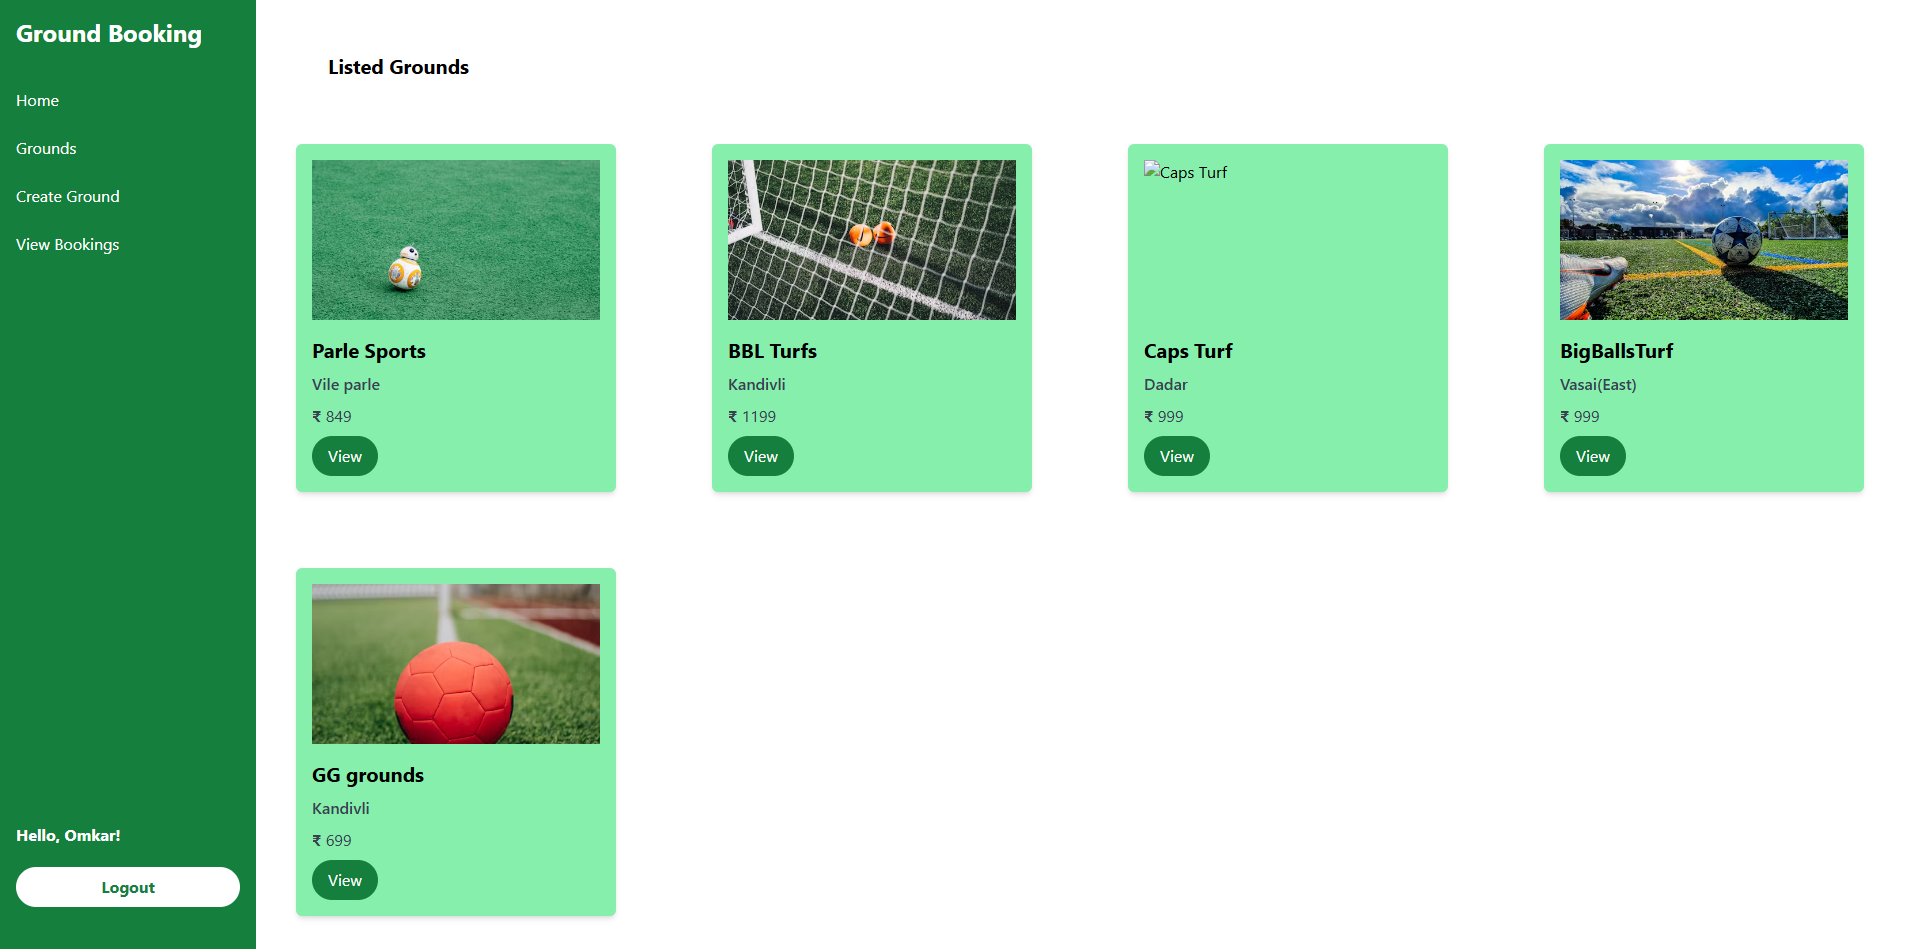 Ground Booking
Home
Grounds
Create Ground
View Bookings
Hello, Omkar!
Logout
Listed Grounds
Parle Sports
Vile parle
₹ 849
View
BBL Turfs
Kandivli
₹ 1199
View
Caps Turf
Caps Turf
Dadar
₹ 999
View
BigBallsTurf
Vasai(East)
₹ 999
View
GG grounds
Kandivli
₹ 699
View